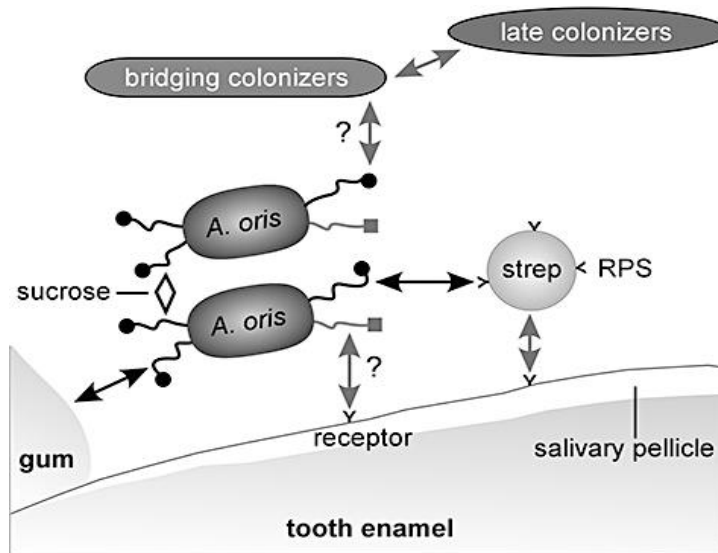 late colonizers
bridging colonizers
?
A. oris
strep
RPS
sucrose
A. oris
?
receptor
salivary pellicle
gum
tooth enamel